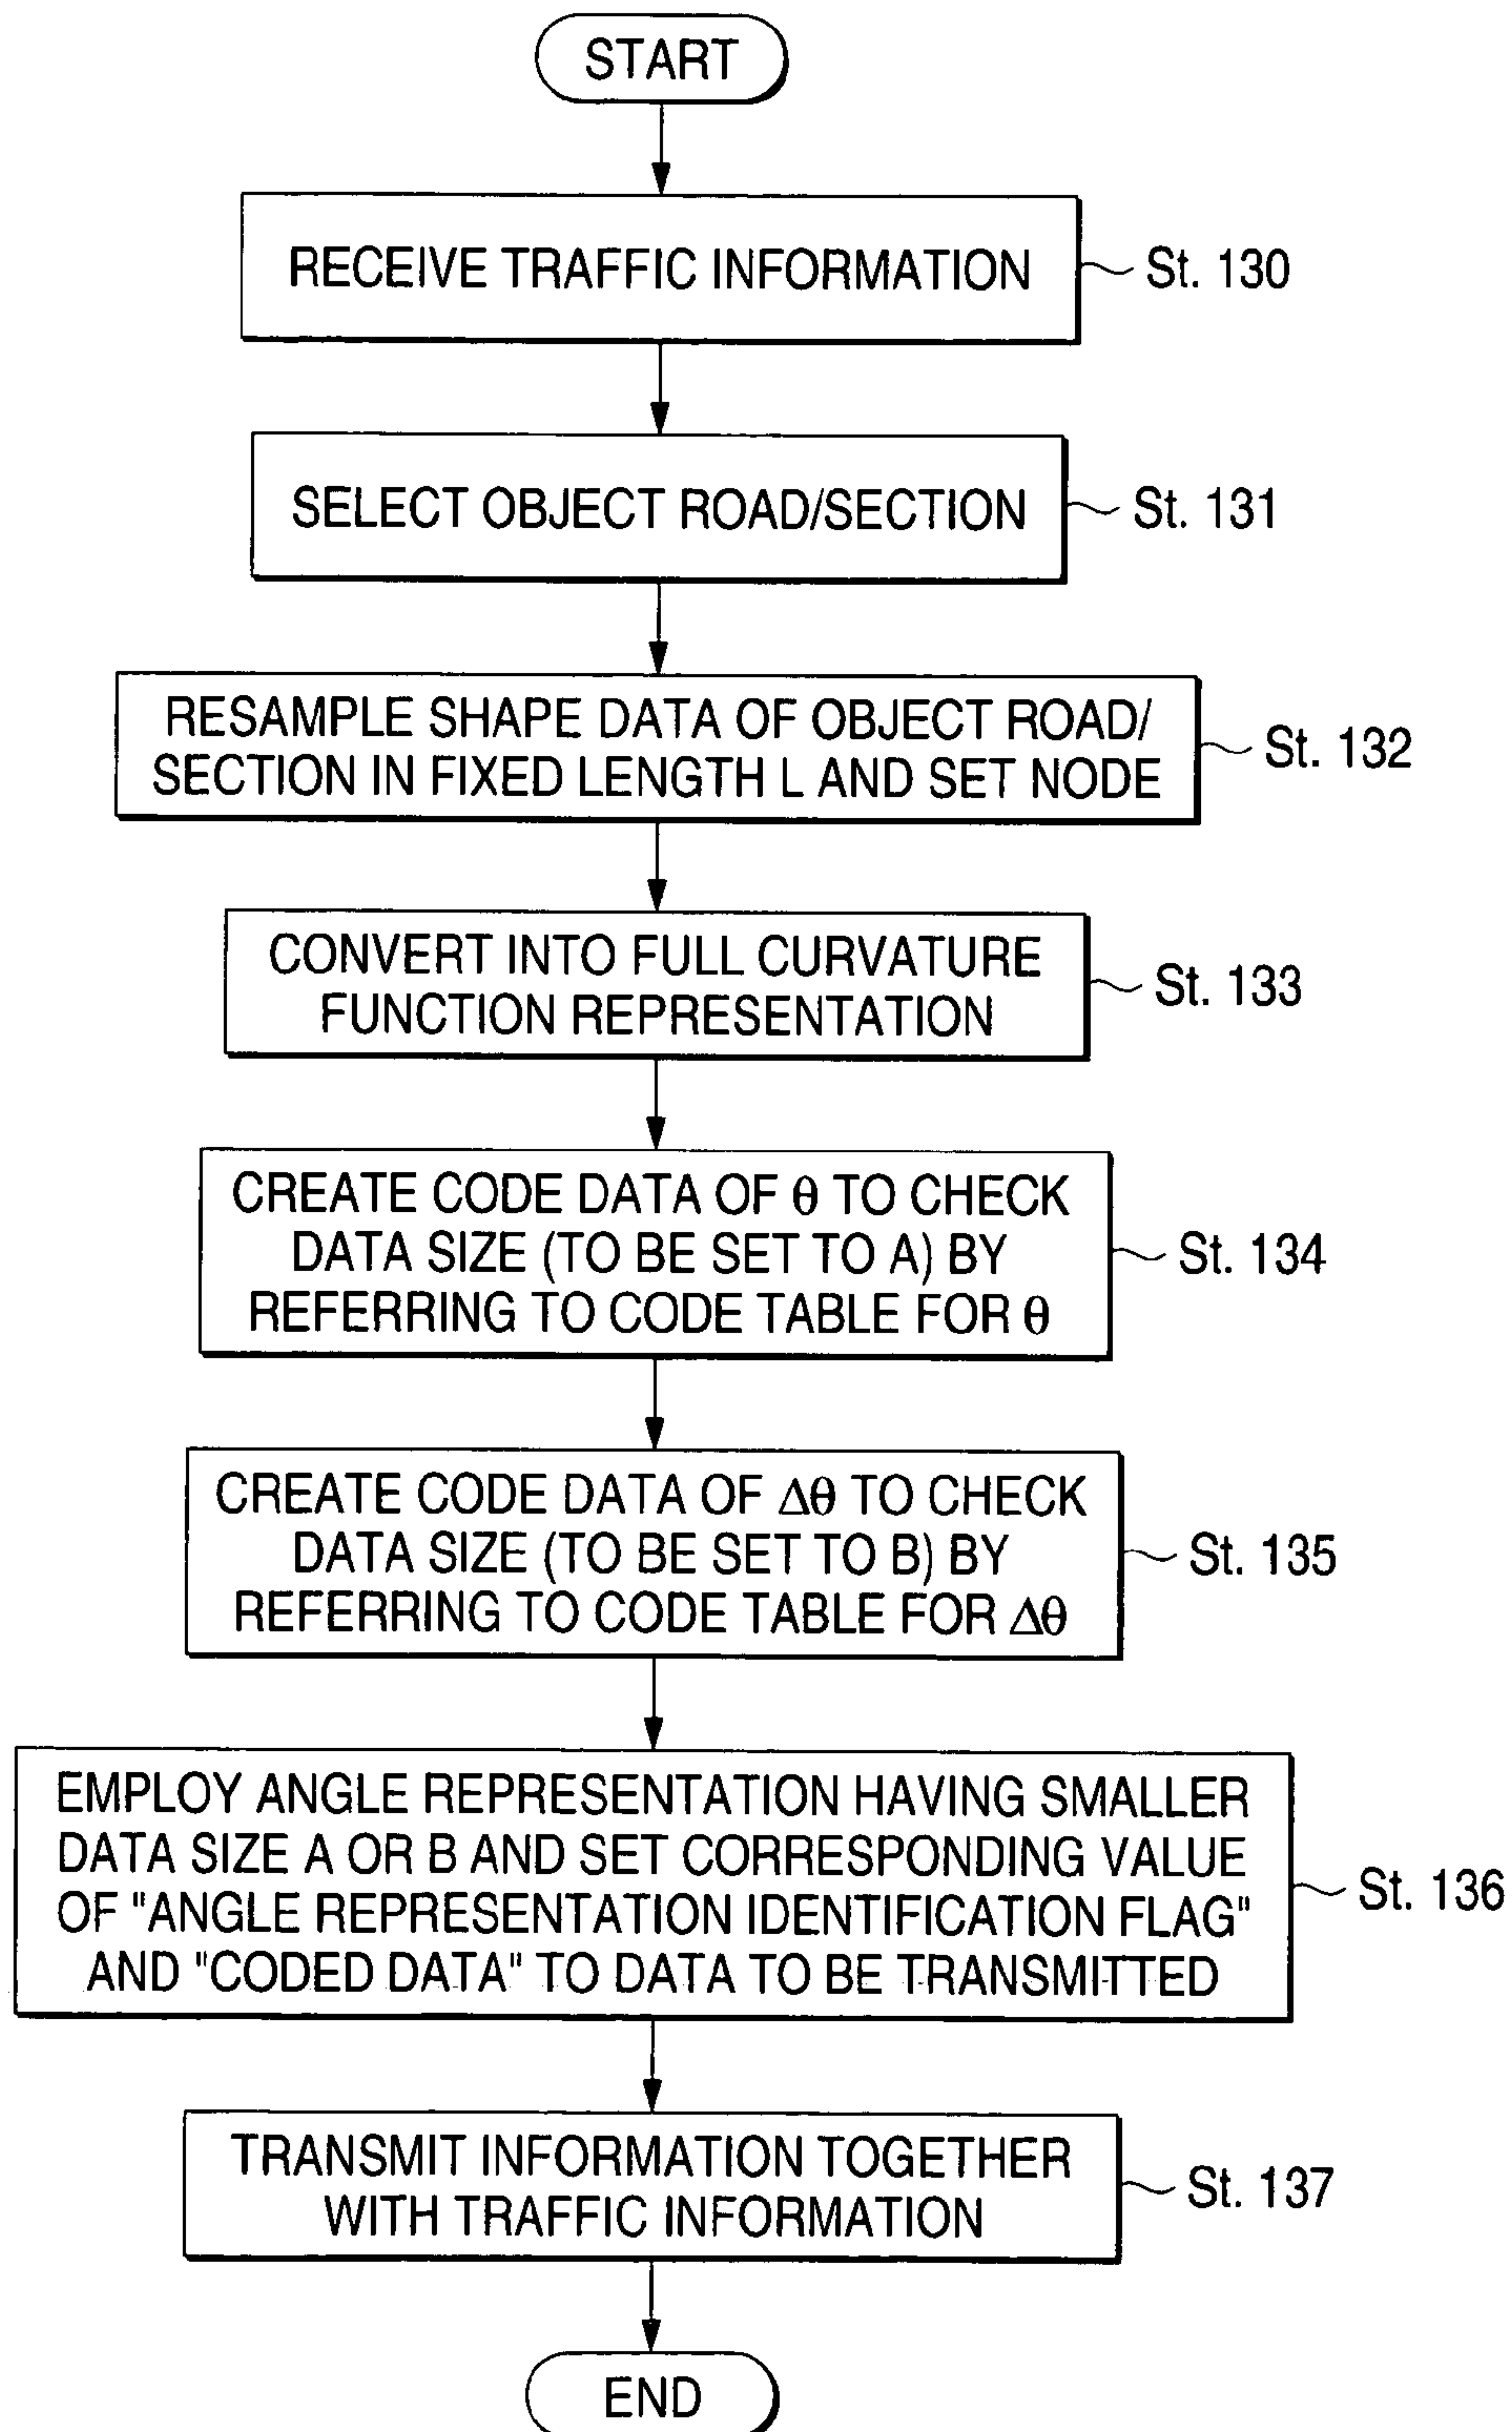 START
RECEIVE TRAFFIC INFORMATION
St. 130
SELECT OBJECT ROAD/SECTION
St. 131
RESAMPLE SHAPE DATA OF OBJECT ROAD/
SECTION IN FIXED LENGTH L AND SET NODE
St. 132
CONVERT INTO FULL CURVATURE
FUNCTION REPRESENTATION
St. 133
CREATE CODE DATA OF θ TO CHECK
DATA SIZE (TO BE SET TO A) BY
REFERRING TO CODE TABLE FOR θ
St. 134
CREATE CODE DATA OF Δθ TO CHECK
DATA SIZE (TO BE SET TO B) BY
REFERRING TO CODE TABLE FOR Δθ
St. 135
EMPLOY ANGLE REPRESENTATION HAVING SMALLER
DATA SIZE A OR B AND SET CORRESPONDING VALUE
OF "ANGLE REPRESENTATION IDENTIFICATION FLAG"
AND "CODED DATA" TO DATA TO BE TRANSMITTED
St. 136
TRANSMIT INFORMATION TOGETHER
WITH TRAFFIC INFORMATION
St. 137
END